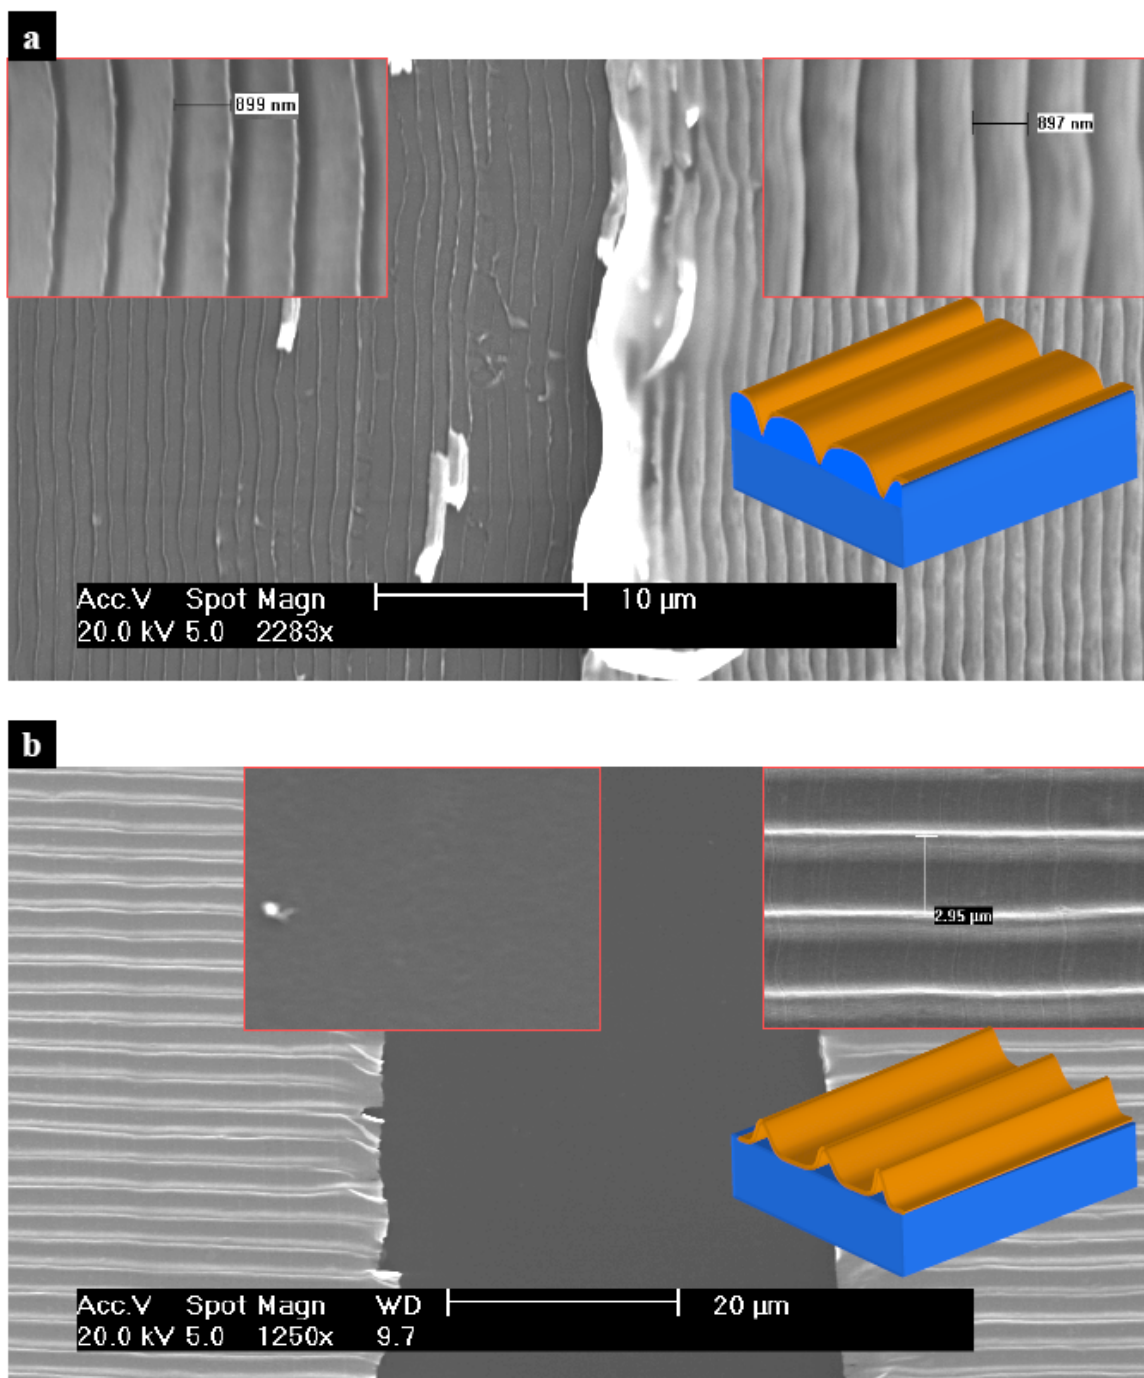 a
899 nm
897 nm
Acc.V Spot Magn 10 µm
20.0 kV 5.0 2283x
b
2.95 µm
Acc.V Spot Magn WD 20 µm
20.0 kV 5.0 1250x 9.7